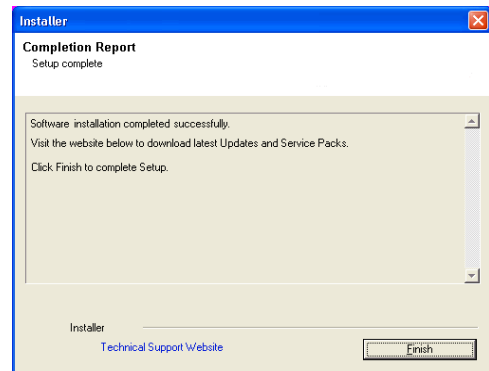 Installer
Completion Report
Setup complete
Software installation completed successfully.
Visit the website below to download latest Updates and Service Packs.
Click Finish to complete Setup.
Installer
Technical Support Website
Finish